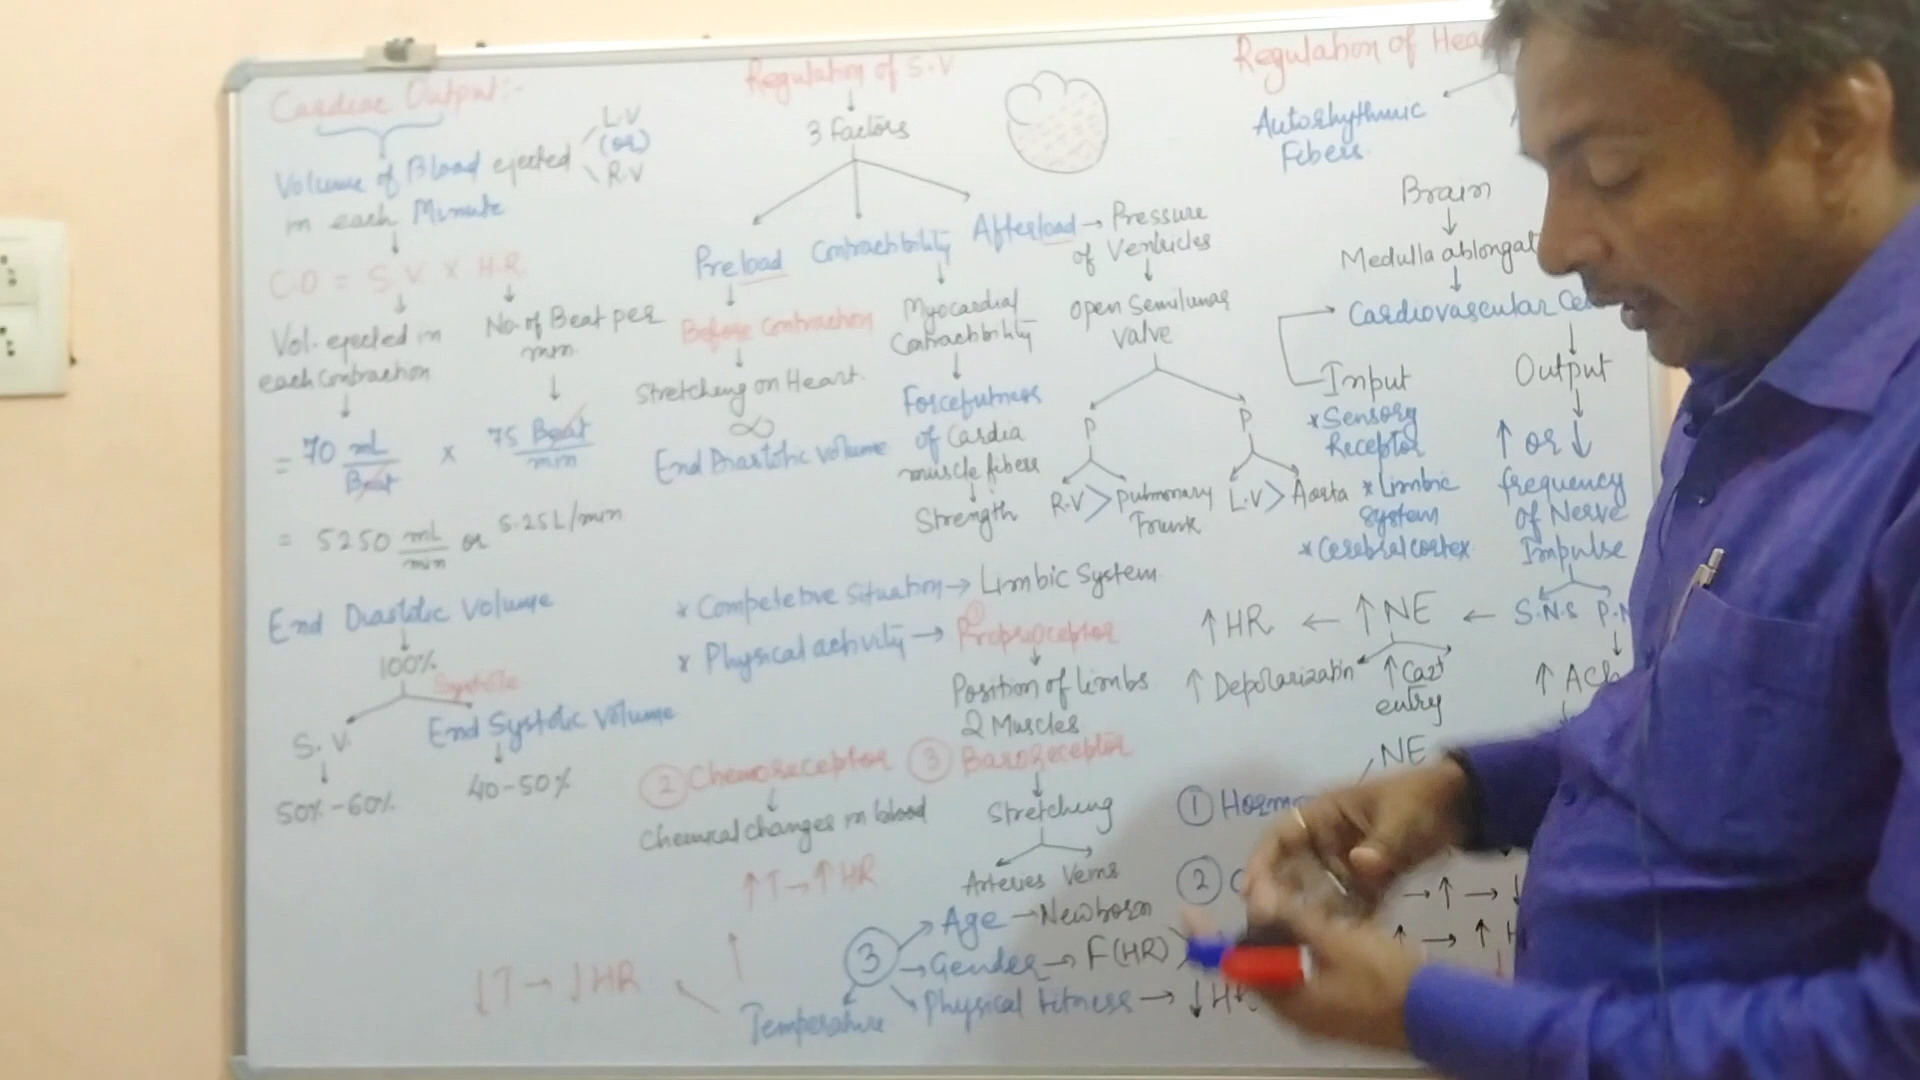 Cardiac Output:-
Volume of Blood ejected
L.V
(or)
R.V
in each Minute
C.O = S.V x H.R
Vol. ejected in
each Contraction
No. of Beat per
min
= 70 mL/Beat x 75 Beat/min
= 5250 mL/min or 5.25L/min
End Diastolic Volume
100%
Systole
S.V
End Systolic Volume
50% - 60%
40-50%
Regulation of S.V
3 factors
Preload
Contractibility
Afterload → Pressure
of Ventricles
Before Contraction
Stretching on Heart
∝
End Diastolic volume
Myocardial
Contractibility
Forcefulness
of Cardia
muscle fibers
Strength
open Semilunar
Valve
P
P
R.V > Pulmonary
Trunk
L.V > Aorta
* Competetive Situation → Limbic System
* Physical activity → Proprioceptor
①
Position of limbs
2 Muscles
② Chemoreceptor
Chemical changes in blood
③ Baroreceptor
Stretching
Arteries Veins
↑T → ↑HR
↓T → ↓HR
③
Age → Newborn
Gender → F(HR)
Physical Fitness → ↓H
Temperature
Regulation of Hea
Autorhythmic
Fibers
Brain
Medulla ablongat
Cardiovascular Ce
Input
* Sensory
Receptor
* Limbic
System
* Cerebral cortex
Output
↑ or ↓
frequency
of Nerve
Impulse
S.N.S P.N
↑HR ← ↑NE ←
↑ Depolarization
↑ Ca2+
entry
↑ ACh
NE
① Hormo
②
→ ↑ → ↓
↑ → ↑ H